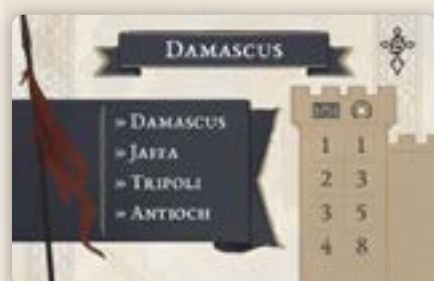 DAMASCUS
» DAMASCUS
» JAFFA
» TRIPOLI
» ANTIOCH
1 1
2 3
3 5
4 8